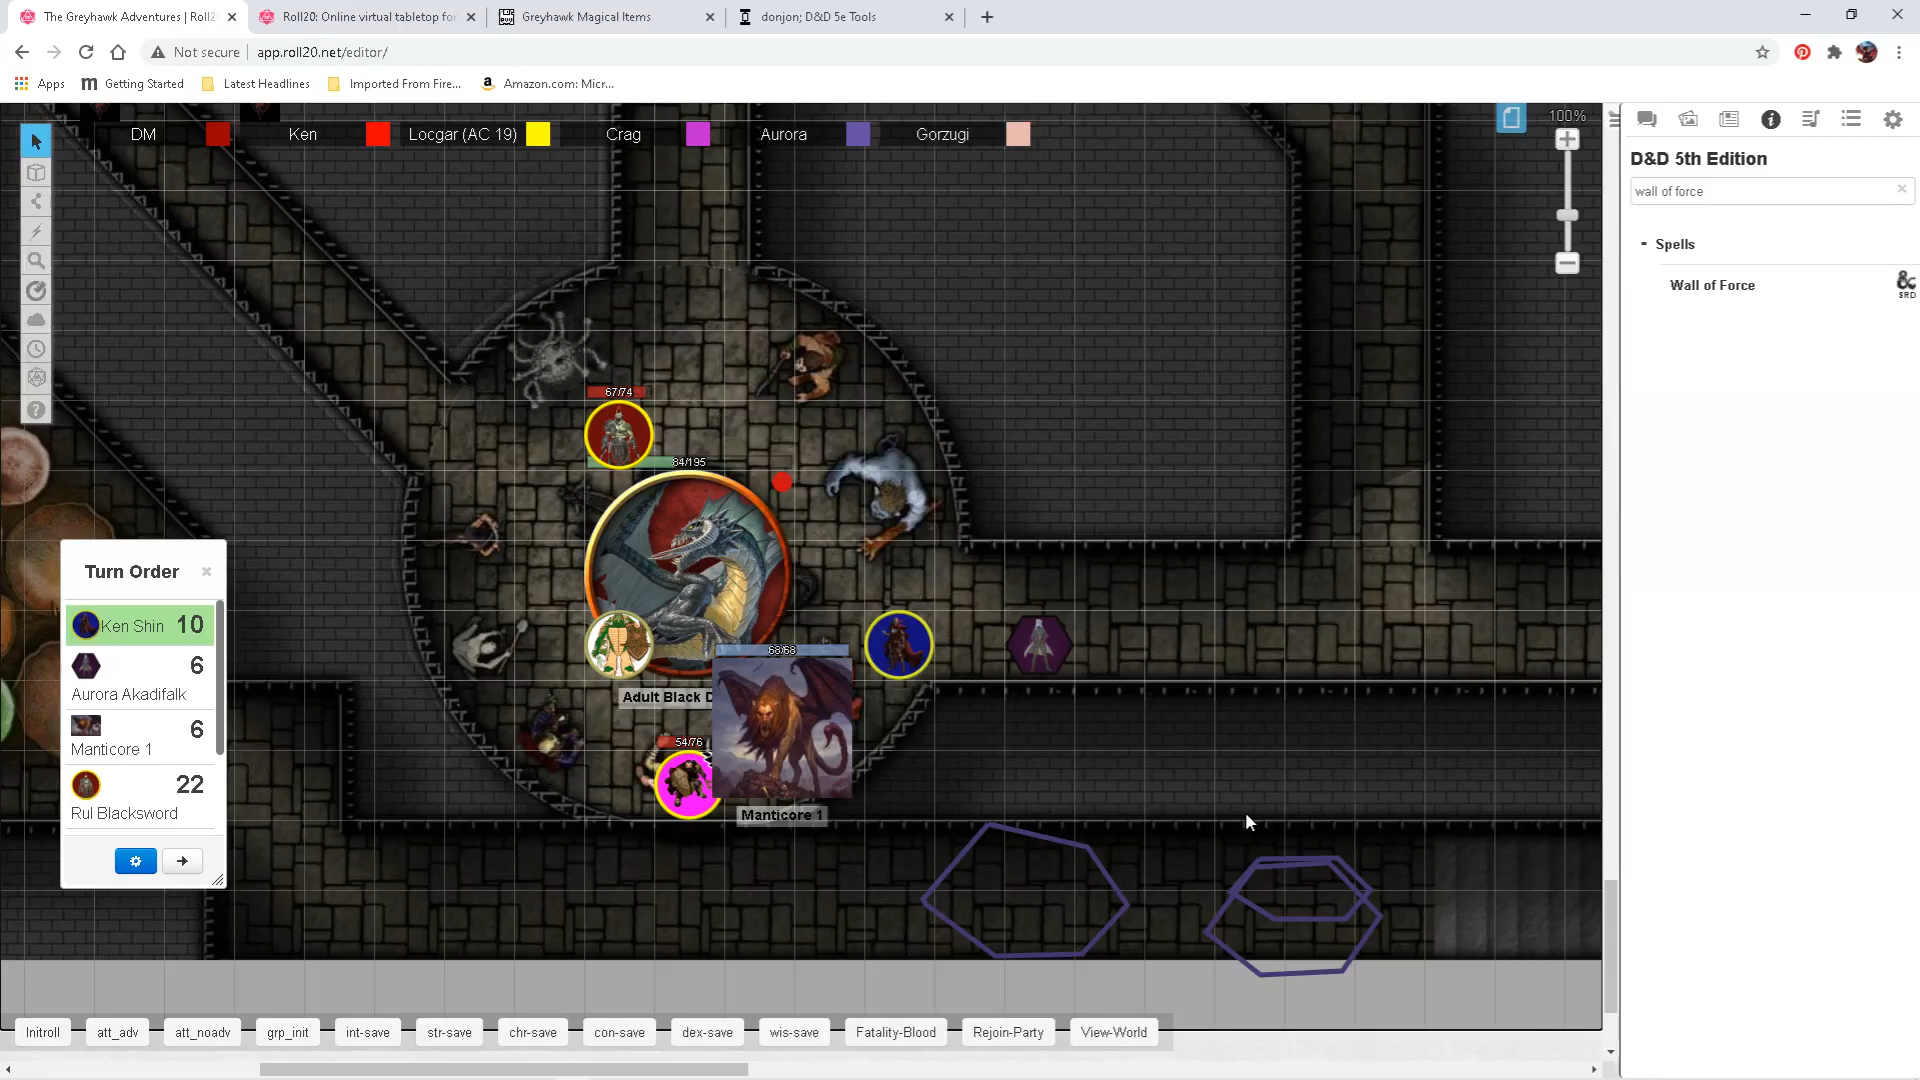 The Greyhawk Adventures | Roll2
Roll20: Online virtual tabletop for
Greyhawk Magical Items
donjon; D&D 5e Tools
Not secure
app.roll20.net/editor/
Apps
Getting Started
Latest Headlines
Imported From Fire...
Amazon.com: Micr...
DM
Ken
Locgar (AC 19)
Crag
Aurora
Gorzugi
100%
D&D 5th Edition
wall of force
- Spells
Wall of Force
SRD
67/74
84/195
Turn Order
Ken Shin 10
6
Aurora Akadifalk
6
Manticore 1
22
Rul Blacksword
68/68
Adult Black D
54/76
Manticore 1
Initroll
att_adv
att_noadv
grp_init
int-save
str-save
chr-save
con-save
dex-save
wis-save
Fatality-Blood
Rejoin-Party
View-World